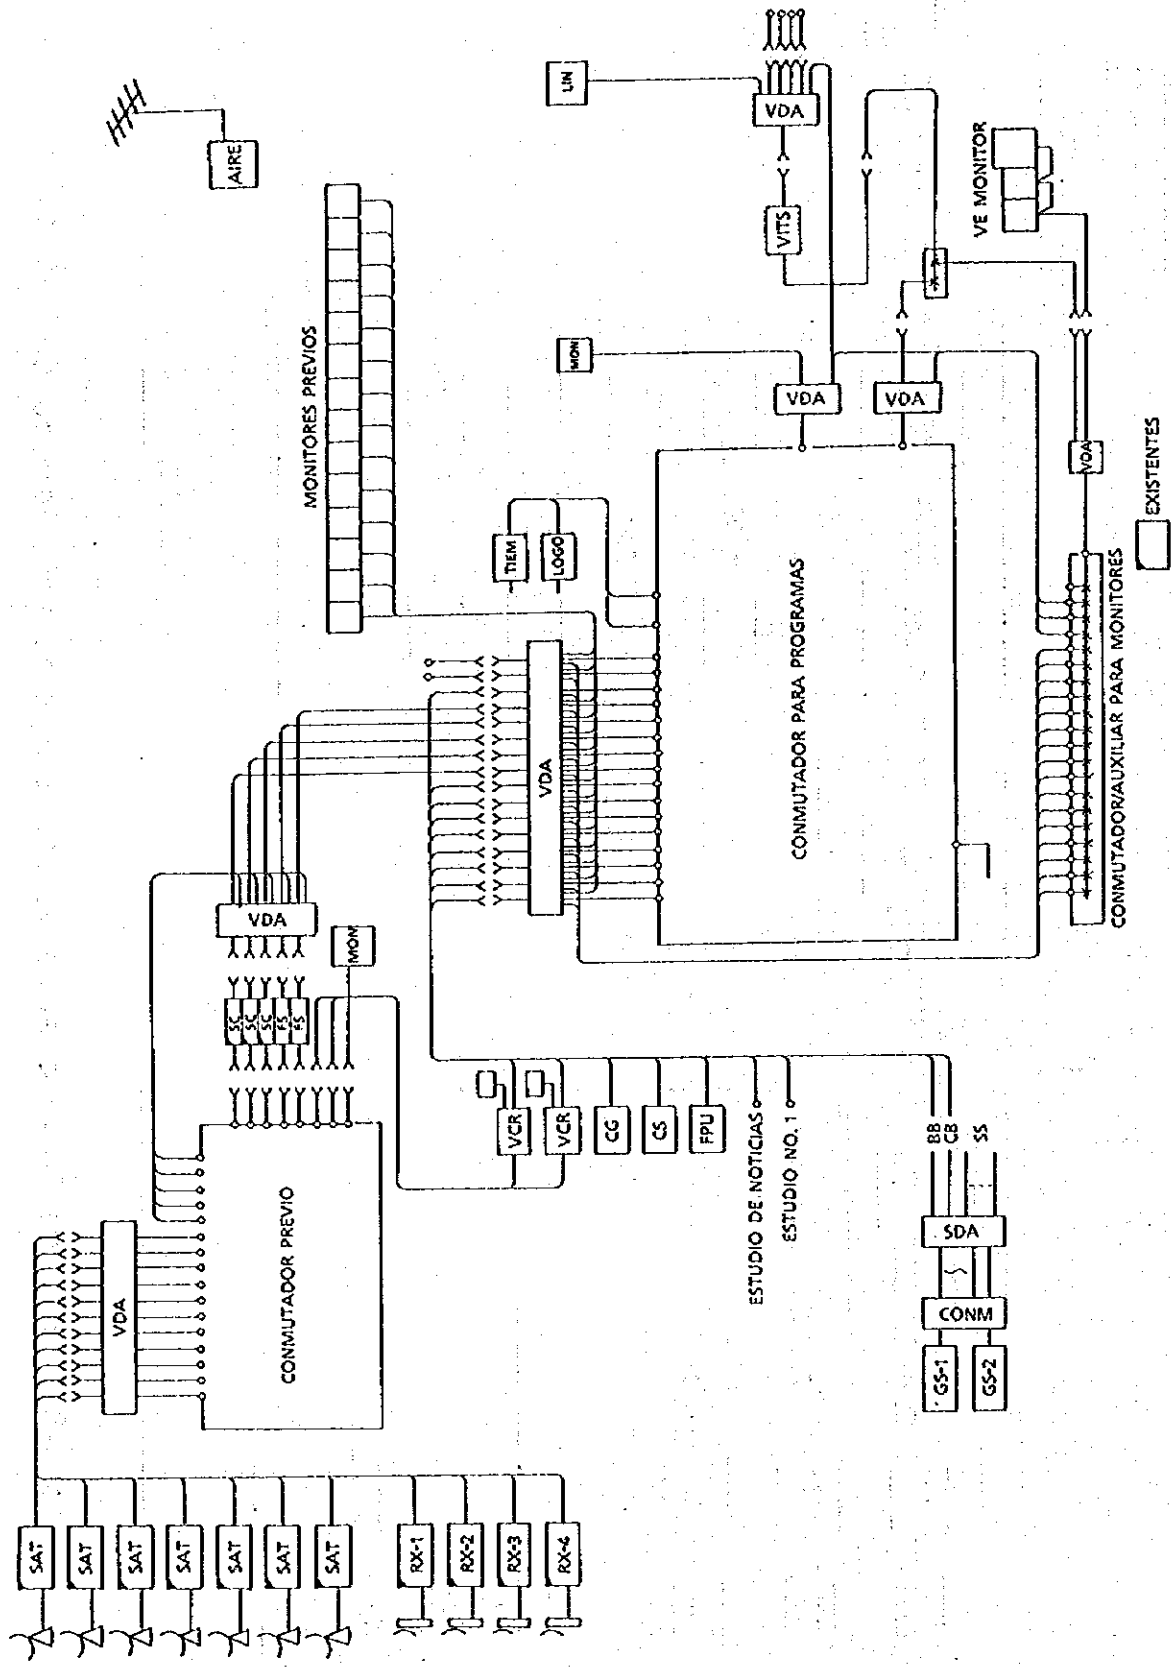 SAT
SAT
SAT
SAT
SAT
SAT
SAT
RX-1
RX-2
RX-3
RX-4
VDA
CONMUTADOR PREVIO
SC
SC
SC
FS
FS
VDA
MON
VCR
VCR
CG
CS
FPU
ESTUDIO DE NOTICIAS
ESTUDIO NO. 1
GS-1
GS-2
CONM
SDA
BB
CB
SS
MONITORES PREVIOS
AIRE
TIEM
LOGO
VDA
CONMUTADOR PARA PROGRAMAS
VDA
VDA
MON
VITS
VDA
LIN
VE MONITOR
VDA
CONMUTADOR/AUXILIAR PARA MONITORES
EXISTENTES